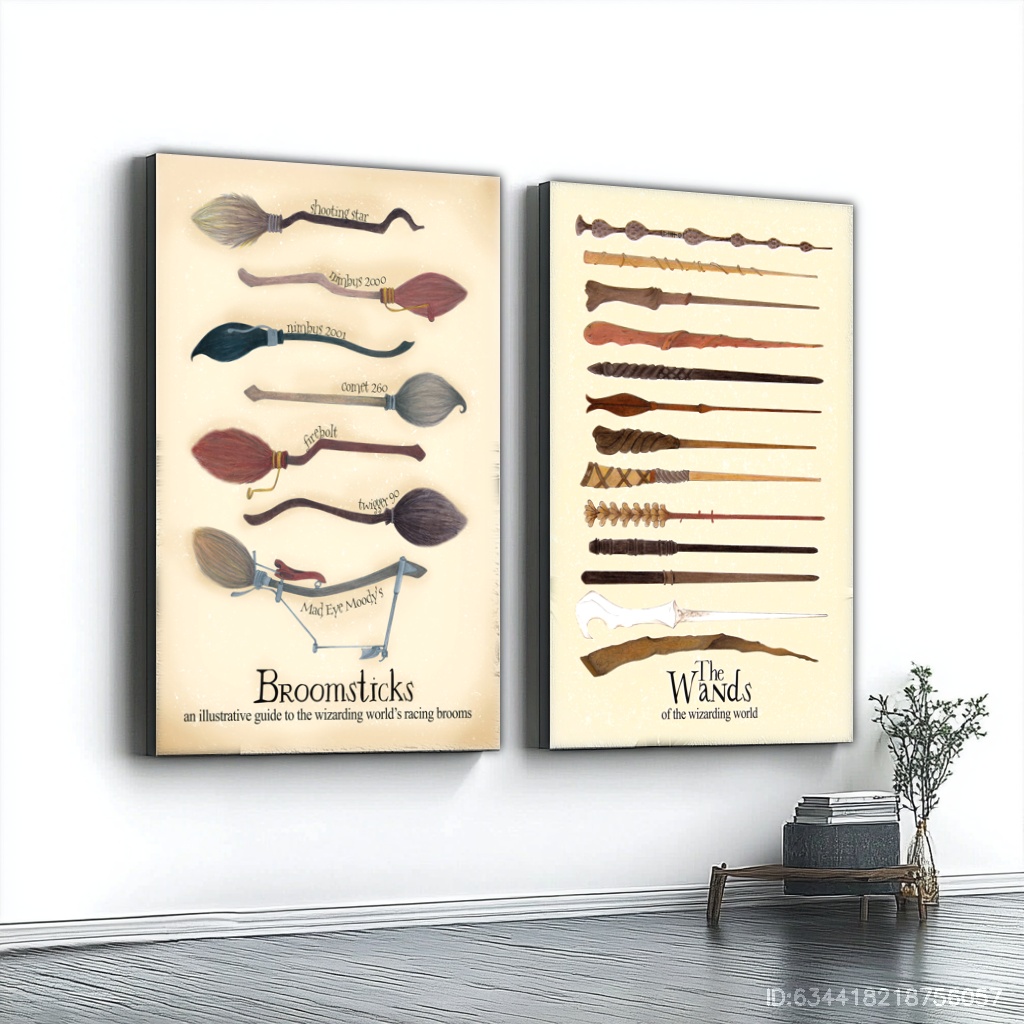 shooting star
nimbus 2000
nimbus 2001
comet 260
firebolt
twigger 90
Mad Eye Moody's
Broomsticks
an illustrative guide to the wizarding world's racing brooms
The
Wands
of the wizarding world
ID:634418218756057